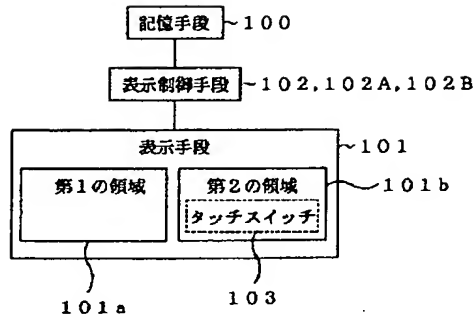 記憶手段 100
表示制御手段 102,102A,102B
表示手段 101
第1の領域 第2の領域 101b
タッチスイッチ
101a 103